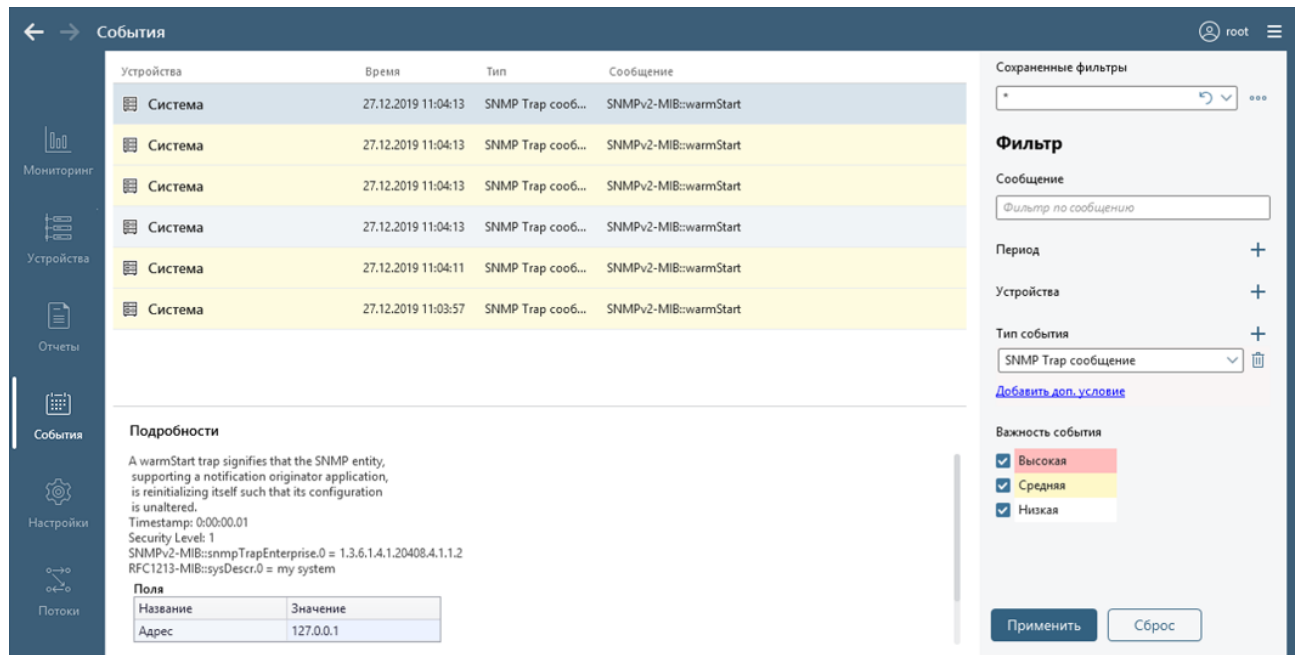 События
root
Мониторинг
Устройства
Отчеты
События
Настройки
Потоки
Устройства Время Тип Сообщение
Система 27.12.2019 11:04:13 SNMP Trap сооб... SNMPv2-MIB::warmStart
Система 27.12.2019 11:04:13 SNMP Trap сооб... SNMPv2-MIB::warmStart
Система 27.12.2019 11:04:13 SNMP Trap сооб... SNMPv2-MIB::warmStart
Система 27.12.2019 11:04:13 SNMP Trap сооб... SNMPv2-MIB::warmStart
Система 27.12.2019 11:04:11 SNMP Trap сооб... SNMPv2-MIB::warmStart
Система 27.12.2019 11:03:57 SNMP Trap сооб... SNMPv2-MIB::warmStart
Подробности
A warmStart trap signifies that the SNMP entity,
supporting a notification originator application,
is reinitializing itself such that its configuration
is unaltered.
Timestamp: 0:00:00.01
Security Level: 1
SNMPv2-MIB::snmpTrapEnterprise.0 = 1.3.6.1.4.1.20408.4.1.1.2
RFC1213-MIB::sysDescr.0 = my system
Поля
Название Значение
Адрес 127.0.0.1
Сохраненные фильтры
*
Фильтр
Сообщение
Фильтр по сообщению
Период
Устройства
Тип события
SNMP Trap сообщение
Добавить доп. условие
Важность события
Высокая
Средняя
Низкая
Применить Сброс